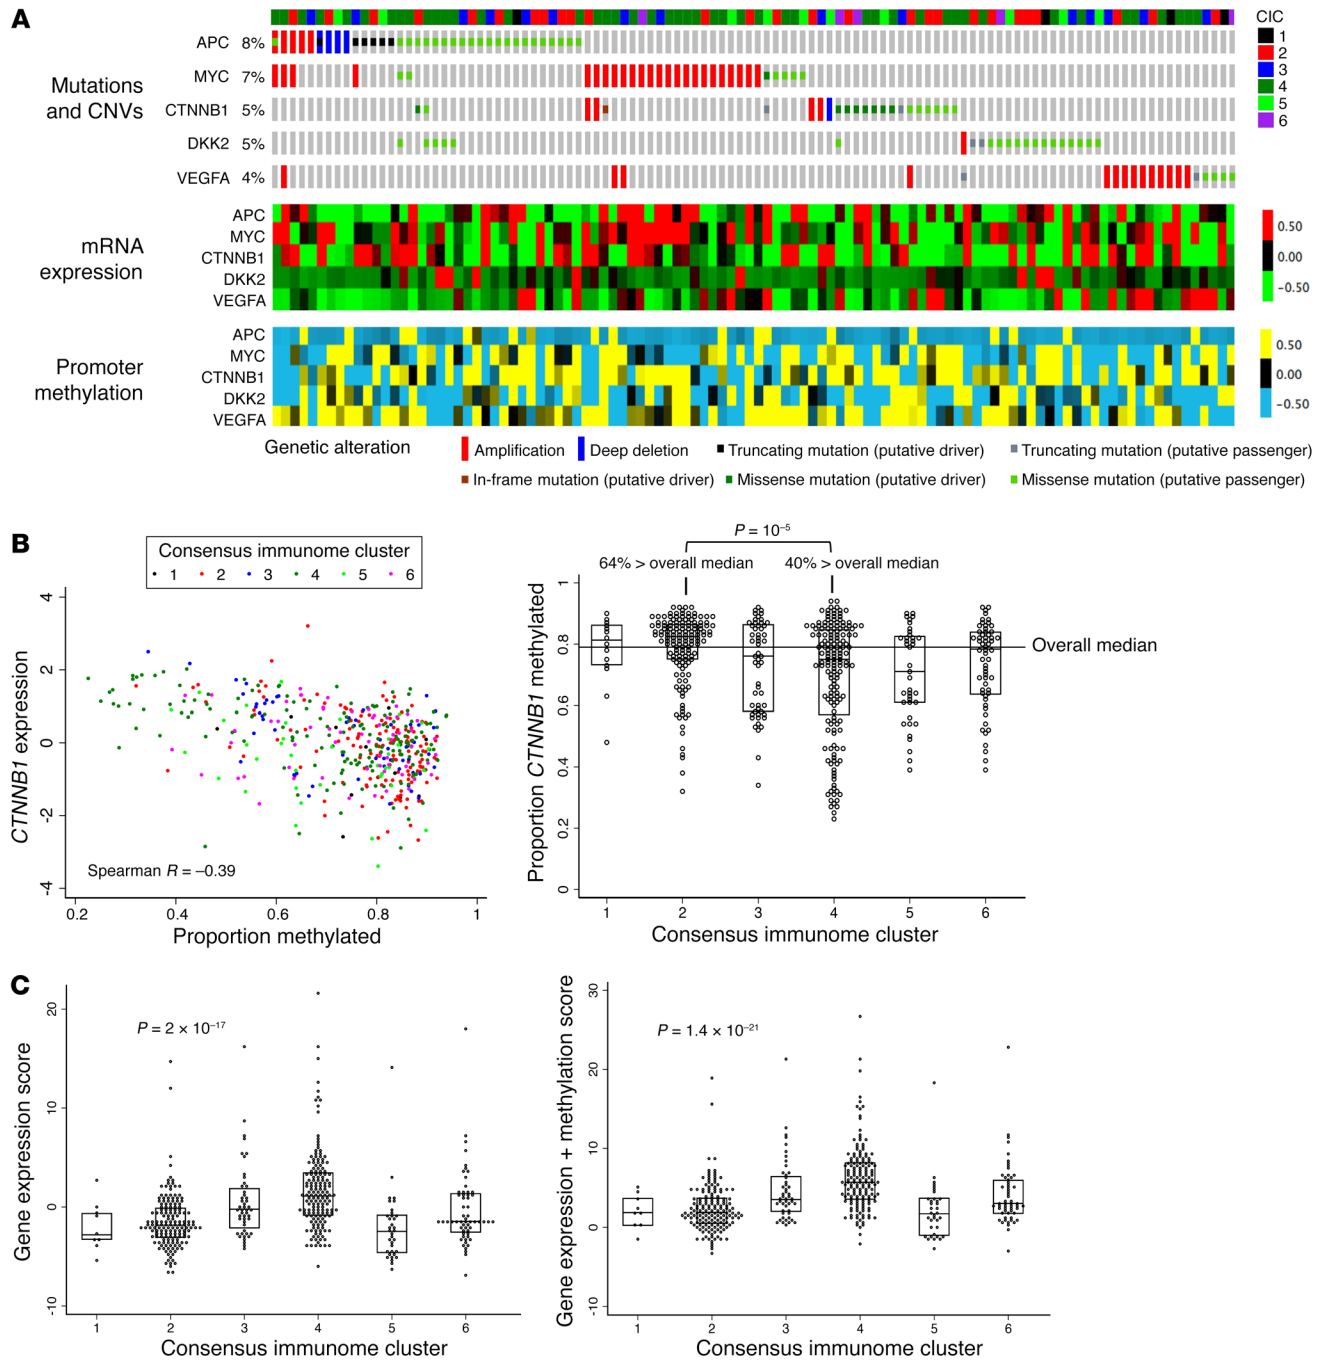 A
CIC
1
2
3
4
5
6
Mutations
and CNVs
APC 8%
MYC 7%
CTNNB1 5%
DKK2 5%
VEGFA 4%
mRNA
expression
APC
MYC
CTNNB1
DKK2
VEGFA
0.50
0.00
−0.50
Promoter
methylation
APC
MYC
CTNNB1
DKK2
VEGFA
0.50
0.00
−0.50
Genetic alteration
Amplification
Deep deletion
Truncating mutation (putative driver)
Truncating mutation (putative passenger)
In-frame mutation (putative driver)
Missense mutation (putative driver)
Missense mutation (putative passenger)
B
Consensus immunome cluster
1 2 3 4 5 6
CTNNB1 expression
4
2
0
-2
-4
Spearman R = –0.39
0.2 0.4 0.6 0.8 1
Proportion methylated
P = 10–5
64% > overall median
40% > overall median
Proportion CTNNB1 methylated
1
0.8
0.6
0.4
0.2
0
Overall median
1 2 3 4 5 6
Consensus immunome cluster
C
Gene expression score
20
10
0
-10
P = 2 × 10–17
1 2 3 4 5 6
Consensus immunome cluster
Gene expression + methylation score
30
20
10
0
-10
P = 1.4 × 10–21
1 2 3 4 5 6
Consensus immunome cluster